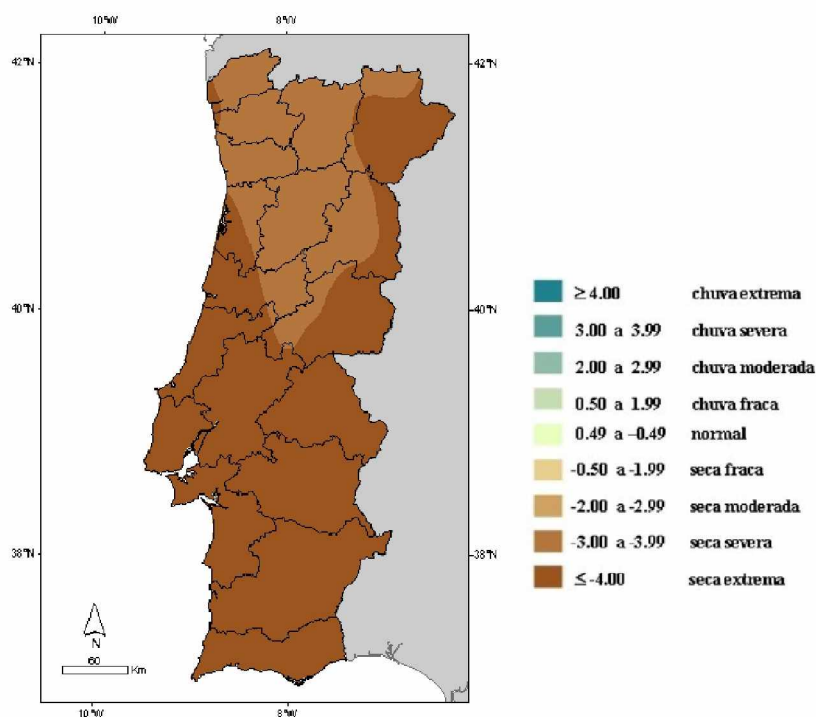 10°W 8°W
42°N 42°N
40°N 40°N
38°N 38°N
10°W 8°W
N
60
Km
≥ 4.00 chuva extrema
3.00 a 3.99 chuva severa
2.00 a 2.99 chuva moderada
0.50 a 1.99 chuva fraca
0.49 a -0.49 normal
-0.50 a -1.99 seca fraca
-2.00 a -2.99 seca moderada
-3.00 a -3.99 seca severa
≤ -4.00 seca extrema